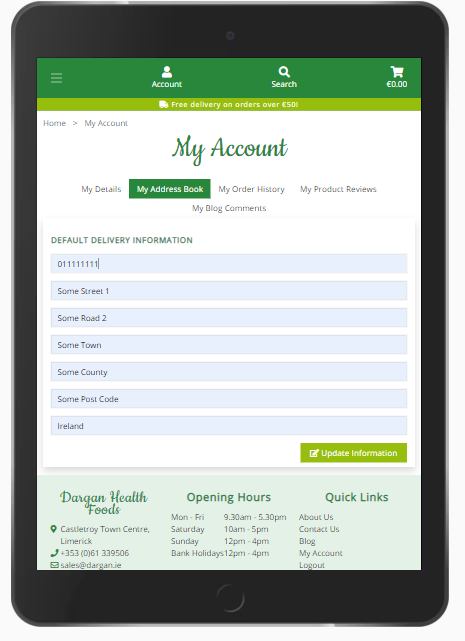 Account
Search
€0.00
Free delivery on orders over €50!
Home > My Account
My Account
My Details
My Address Book
My Order History
My Product Reviews
My Blog Comments
DEFAULT DELIVERY INFORMATION
011111111
Some Street 1
Some Road 2
Some Town
Some County
Some Post Code
Ireland
Update Information
Dargan Health
Foods
Castletroy Town Centre,
Limerick
+353 (0)61 339506
sales@dargan.ie
Opening Hours
Mon - Fri 9.30am - 5.30pm
Saturday 10am - 5pm
Sunday 12pm - 4pm
Bank Holidays 12pm - 4pm
Quick Links
About Us
Contact Us
Blog
My Account
Logout